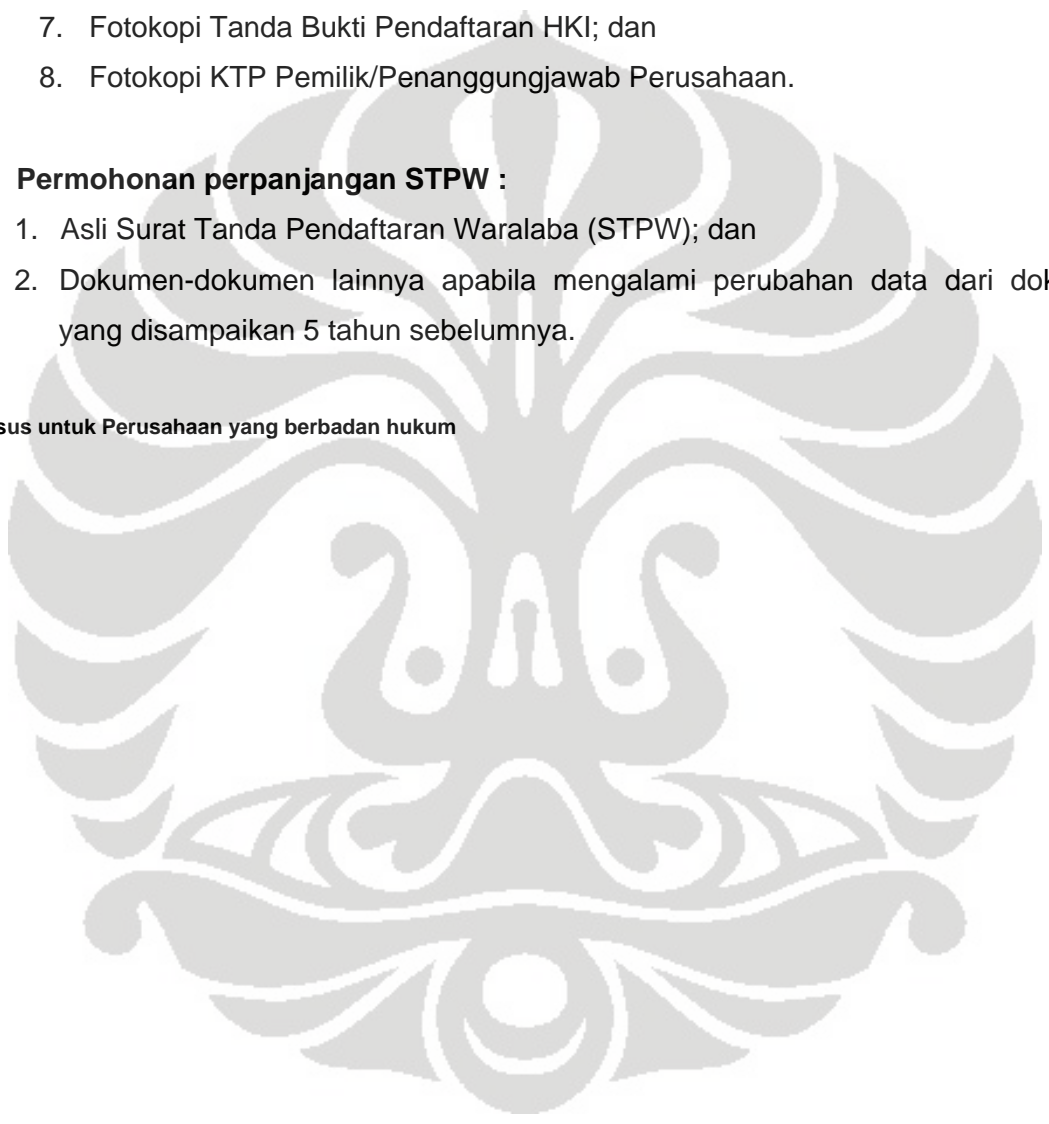 7. Fotokopi Tanda Bukti Pendaftaran HKI; dan
8. Fotokopi KTP Pemilik/Penanggungjawab Perusahaan.
Permohonan perpanjangan STPW :
1. Asli Surat Tanda Pendaftaran Waralaba (STPW); dan
2. Dokumen-dokumen lainnya apabila mengalami perubahan data dari
yang disampaikan 5 tahun sebelumnya.
untuk Perusahaan yang berbadan hukum